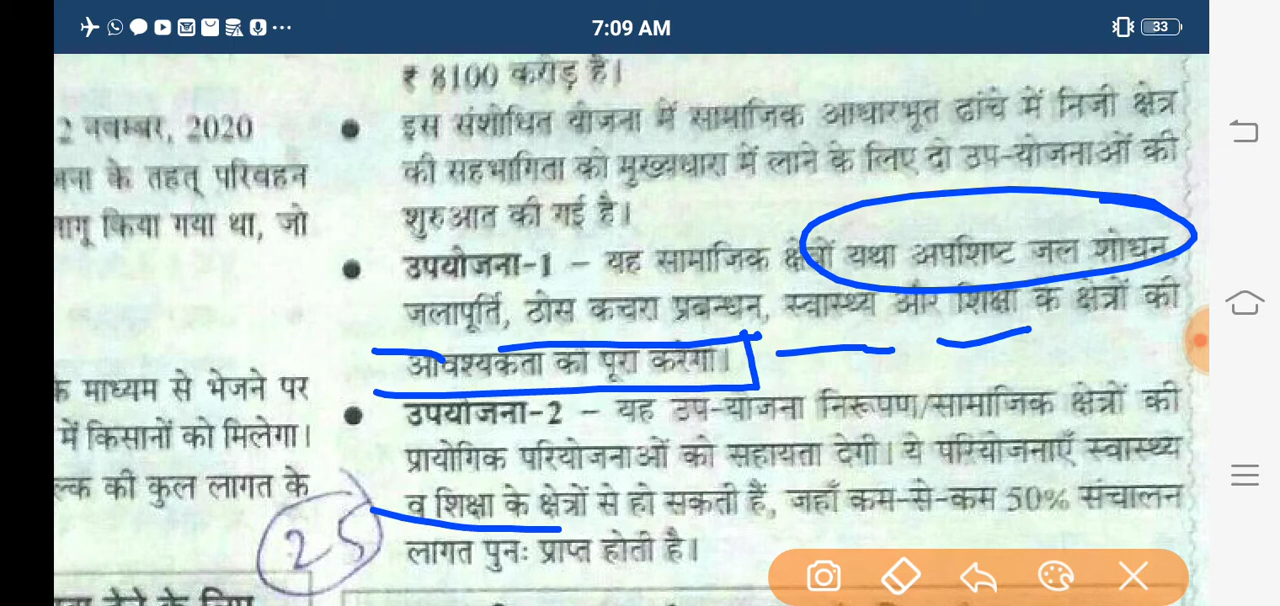 7:09 AM
33
2 नवम्बर, 2020
के तहत् परिवहन
किया गया था, जो
माध्यम से भेजने पर
में किसानों को मिलेगा।
की कुल लागत के
25
₹ 8100 करोड़ है।
इस संशोधित योजना में सामाजिक आधारभूत ढांचे में निजी क्षेत्र
की सहभागिता को मुख्यधारा में लाने के लिए दो उप-योजनाओं की
शुरुआत की गई है।
उपयोजना-1 – यह सामाजिक क्षेत्रों यथा अपशिष्ट जल शोधन,
जलापूर्ति, ठोस कचरा प्रबन्धन, स्वास्थ्य और शिक्षा के क्षेत्रों की
आवश्यकता को पूरा करेगा।
उपयोजना-2 – यह उप-योजना निरूपण/सामाजिक क्षेत्रों की
प्रायोगिक परियोजनाओं को सहायता देगी। ये परियोजनाएँ स्वास्थ्य
व शिक्षा के क्षेत्रों से हो सकती हैं, जहाँ कम-से-कम 50% संचालन
लागत पुनः प्राप्त होती है।